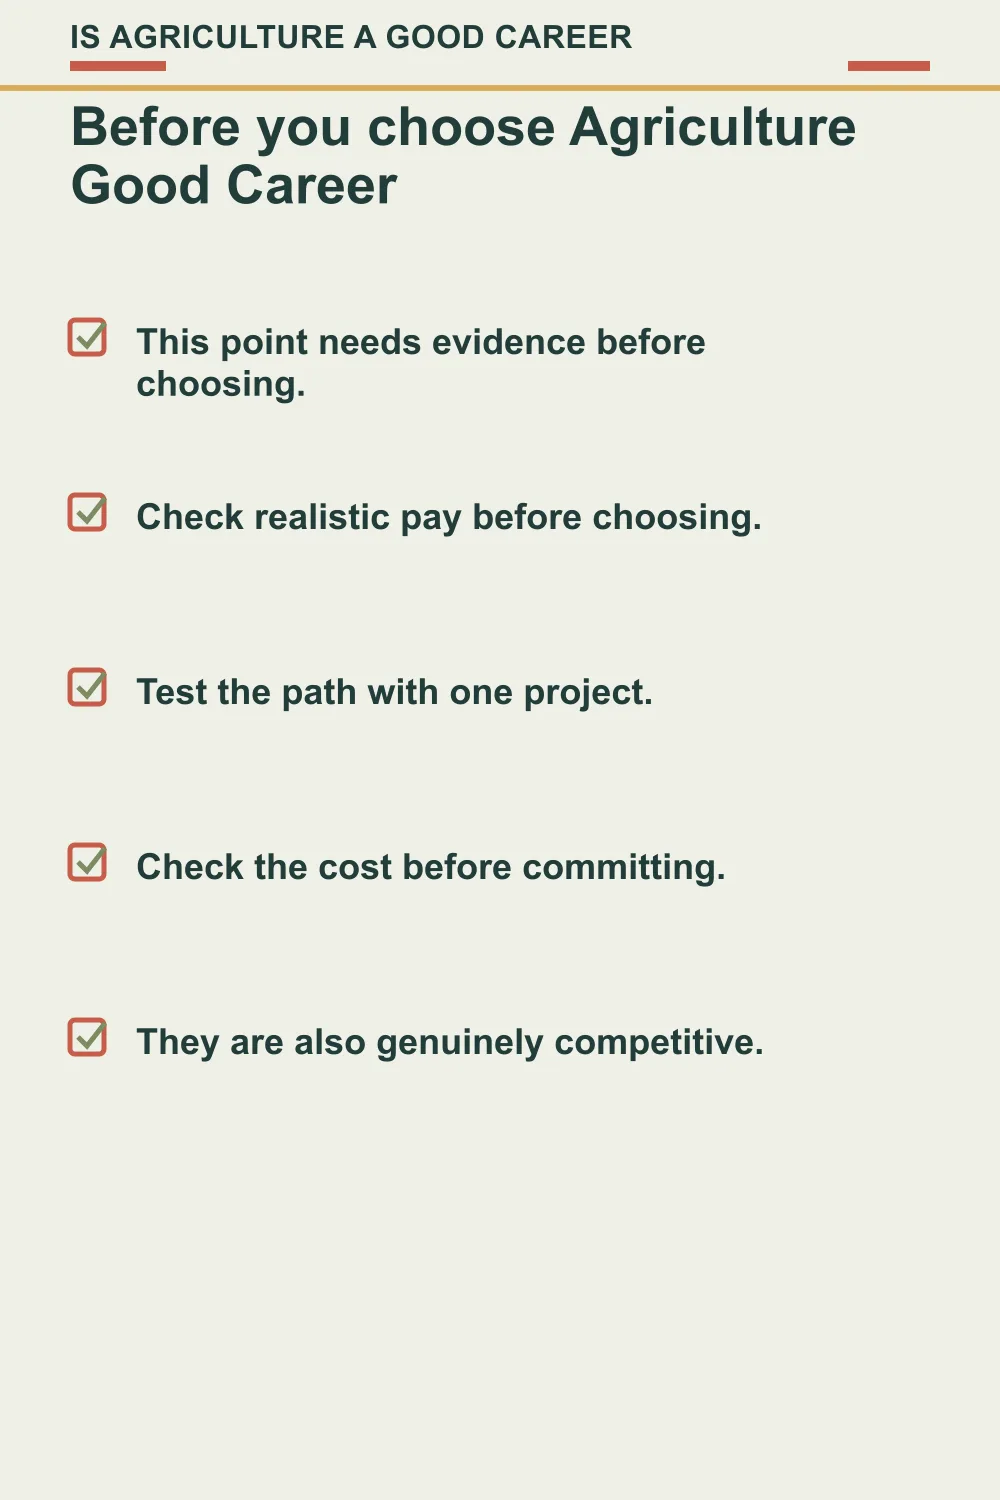 IS AGRICULTURE A GOOD CAREER
Before you choose Agriculture
Good Career
This point needs evidence before
choosing.
Check realistic pay before choosing.
Test the path with one project.
Check the cost before committing.
They are also genuinely competitive.